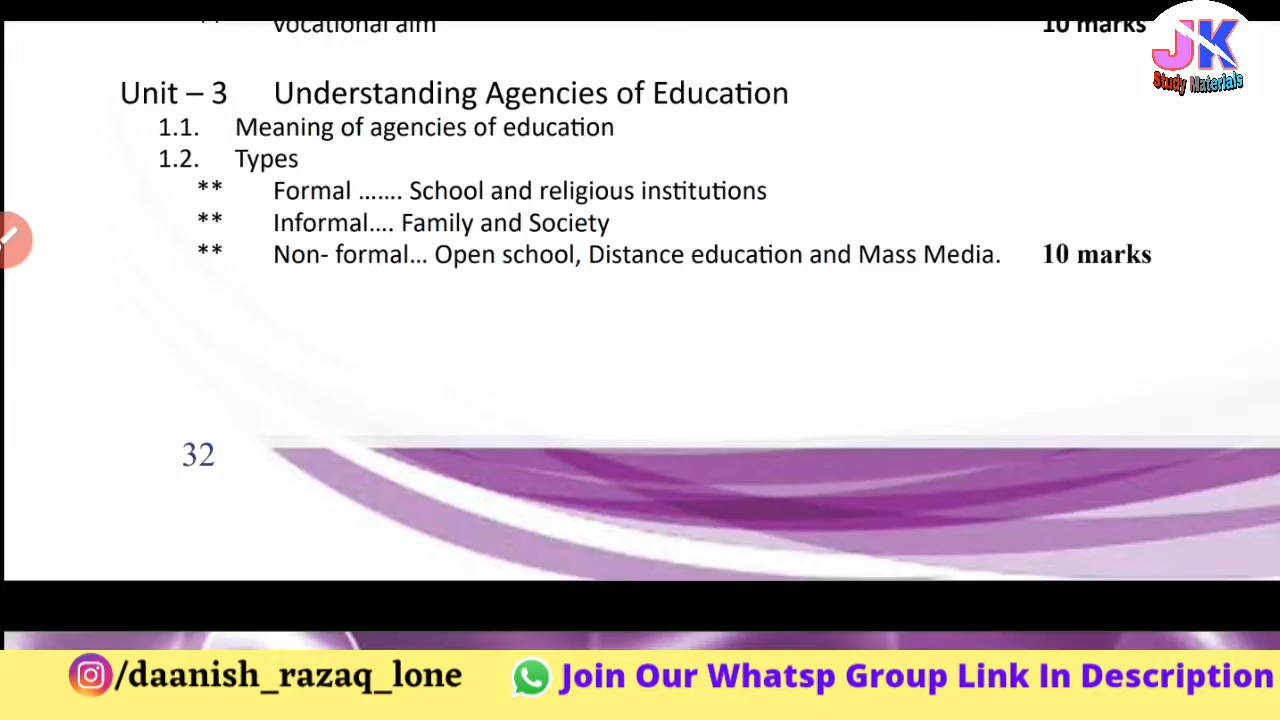 ** vocational aim 10 marks
JK
Study Materials
Unit – 3 Understanding Agencies of Education
1.1. Meaning of agencies of education
1.2. Types
** Formal ……. School and religious institutions
** Informal…. Family and Society
** Non- formal… Open school, Distance education and Mass Media. 10 marks
32
/daanish_razaq_lone
Join Our Whatsp Group Link In Description